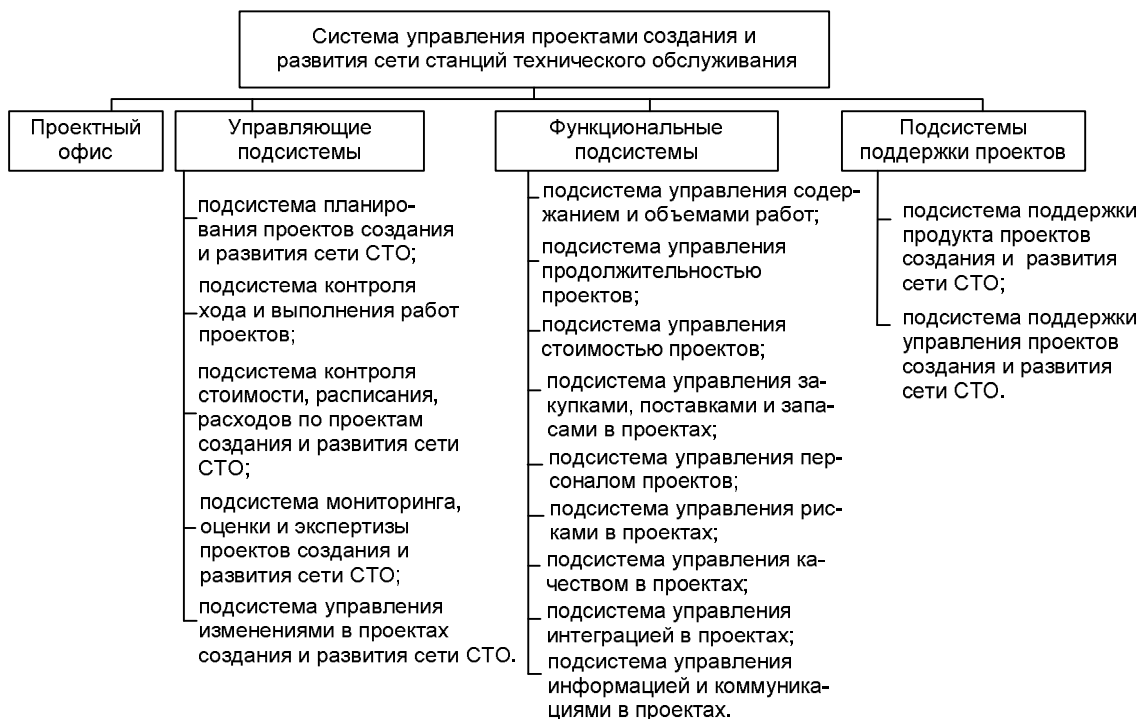 Система управления проектами создания и
развития сети станций технического обслуживания
Проектный
офис
Управляющие
подсистемы
подсистема планиро-
вания проектов создания
и развития сети СТО;
подсистема контроля
хода и выполнения работ
проектов;
подсистема контроля
стоимости, расписания,
расходов по проектам
создания и развития сети
СТО;
подсистема мониторинга,
оценки и экспертизы
проектов создания и
развития сети СТО;
подсистема управления
изменениями в проектах
создания и развития сети СТО.
Функциональные
подсистемы
подсистема управления содер-
жанием и объемами работ;
подсистема управления
продолжительностью
проектов;
подсистема управления
стоимостью проектов;
подсистема управления за-
купками, поставками и запа-
сами в проектах;
подсистема управления пер-
соналом проектов;
подсистема управления рис-
ками в проектах;
подсистема управления ка-
чеством в проектах;
подсистема управления
интеграцией в проектах;
подсистема управления
информацией и коммуника-
циями в проектах.
Подсистемы
поддержки проектов
подсистема поддержки
продукта проектов
создания и развития
сети СТО;
подсистема поддержки
управления проектов
создания и развития
сети СТО.